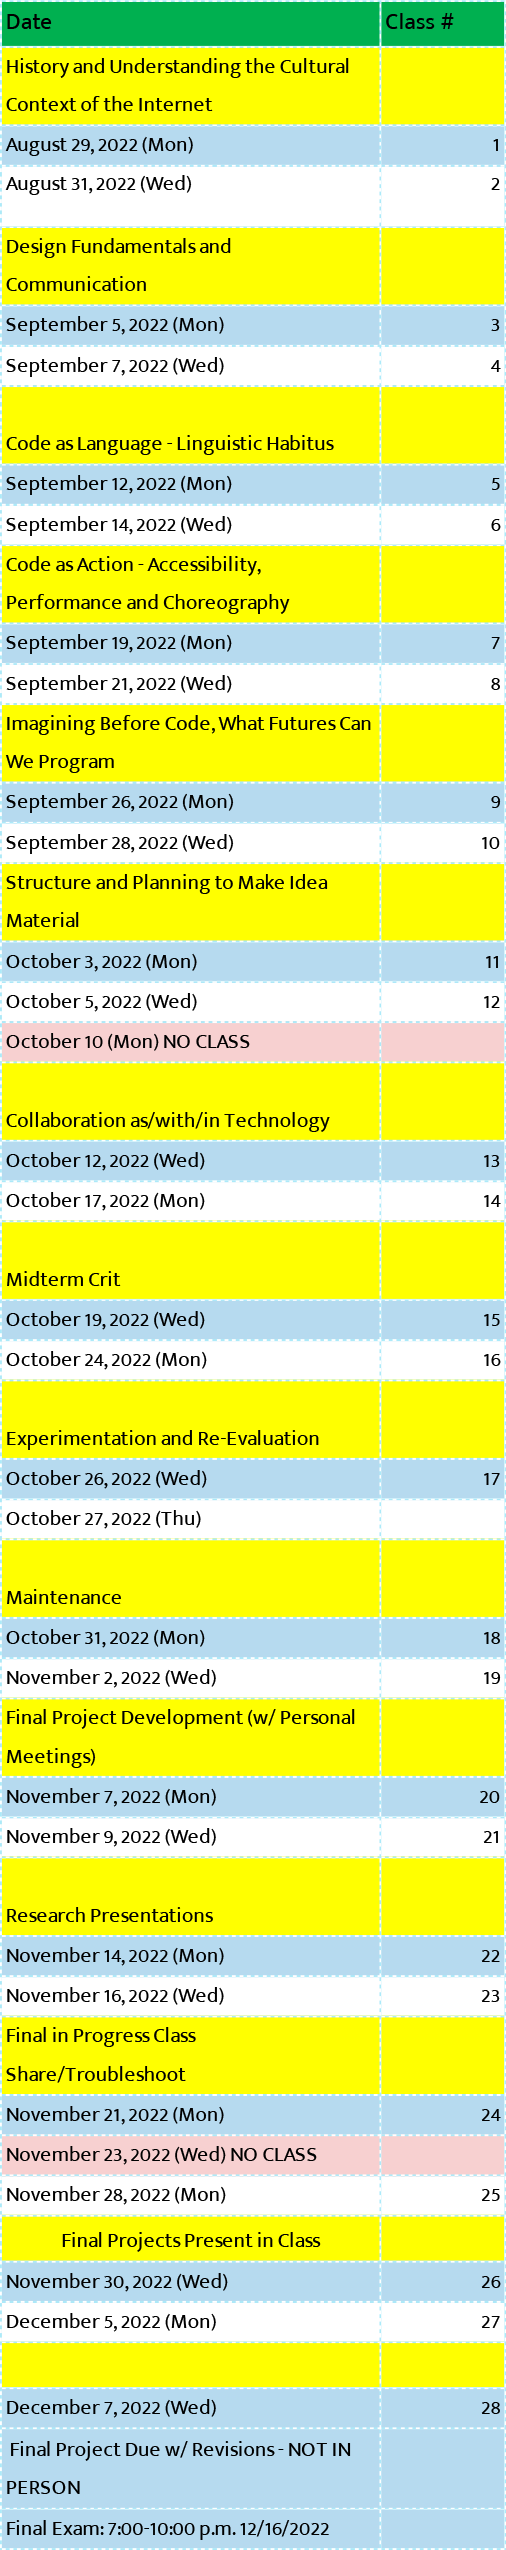 Date Class #
History and Understanding the Cultural
Context of the Internet
August 29, 2022 (Mon) 1
August 31, 2022 (Wed) 2
Design Fundamentals and
Communication
September 5, 2022 (Mon) 3
September 7, 2022 (Wed) 4
Code as Language - Linguistic Habitus
September 12, 2022 (Mon) 5
September 14, 2022 (Wed) 6
Code as Action - Accessibility,
Performance and Choreography
September 19, 2022 (Mon) 7
September 21, 2022 (Wed) 8
Imagining Before Code, What Futures Can
We Program
September 26, 2022 (Mon) 9
September 28, 2022 (Wed) 10
Structure and Planning to Make Idea
Material
October 3, 2022 (Mon) 11
October 5, 2022 (Wed) 12
October 10 (Mon) NO CLASS
Collaboration as/with/in Technology
October 12, 2022 (Wed) 13
October 17, 2022 (Mon) 14
Midterm Crit
October 19, 2022 (Wed) 15
October 24, 2022 (Mon) 16
Experimentation and Re-Evaluation
October 26, 2022 (Wed) 17
October 27, 2022 (Thu)
Maintenance
October 31, 2022 (Mon) 18
November 2, 2022 (Wed) 19
Final Project Development (w/ Personal
Meetings)
November 7, 2022 (Mon) 20
November 9, 2022 (Wed) 21
Research Presentations
November 14, 2022 (Mon) 22
November 16, 2022 (Wed) 23
Final in Progress Class
Share/Troubleshoot
November 21, 2022 (Mon) 24
November 23, 2022 (Wed) NO CLASS
November 28, 2022 (Mon) 25
Final Projects Present in Class
November 30, 2022 (Wed) 26
December 5, 2022 (Mon) 27
December 7, 2022 (Wed) 28
Final Project Due w/ Revisions - NOT IN
PERSON
Final Exam: 7:00-10:00 p.m. 12/16/2022